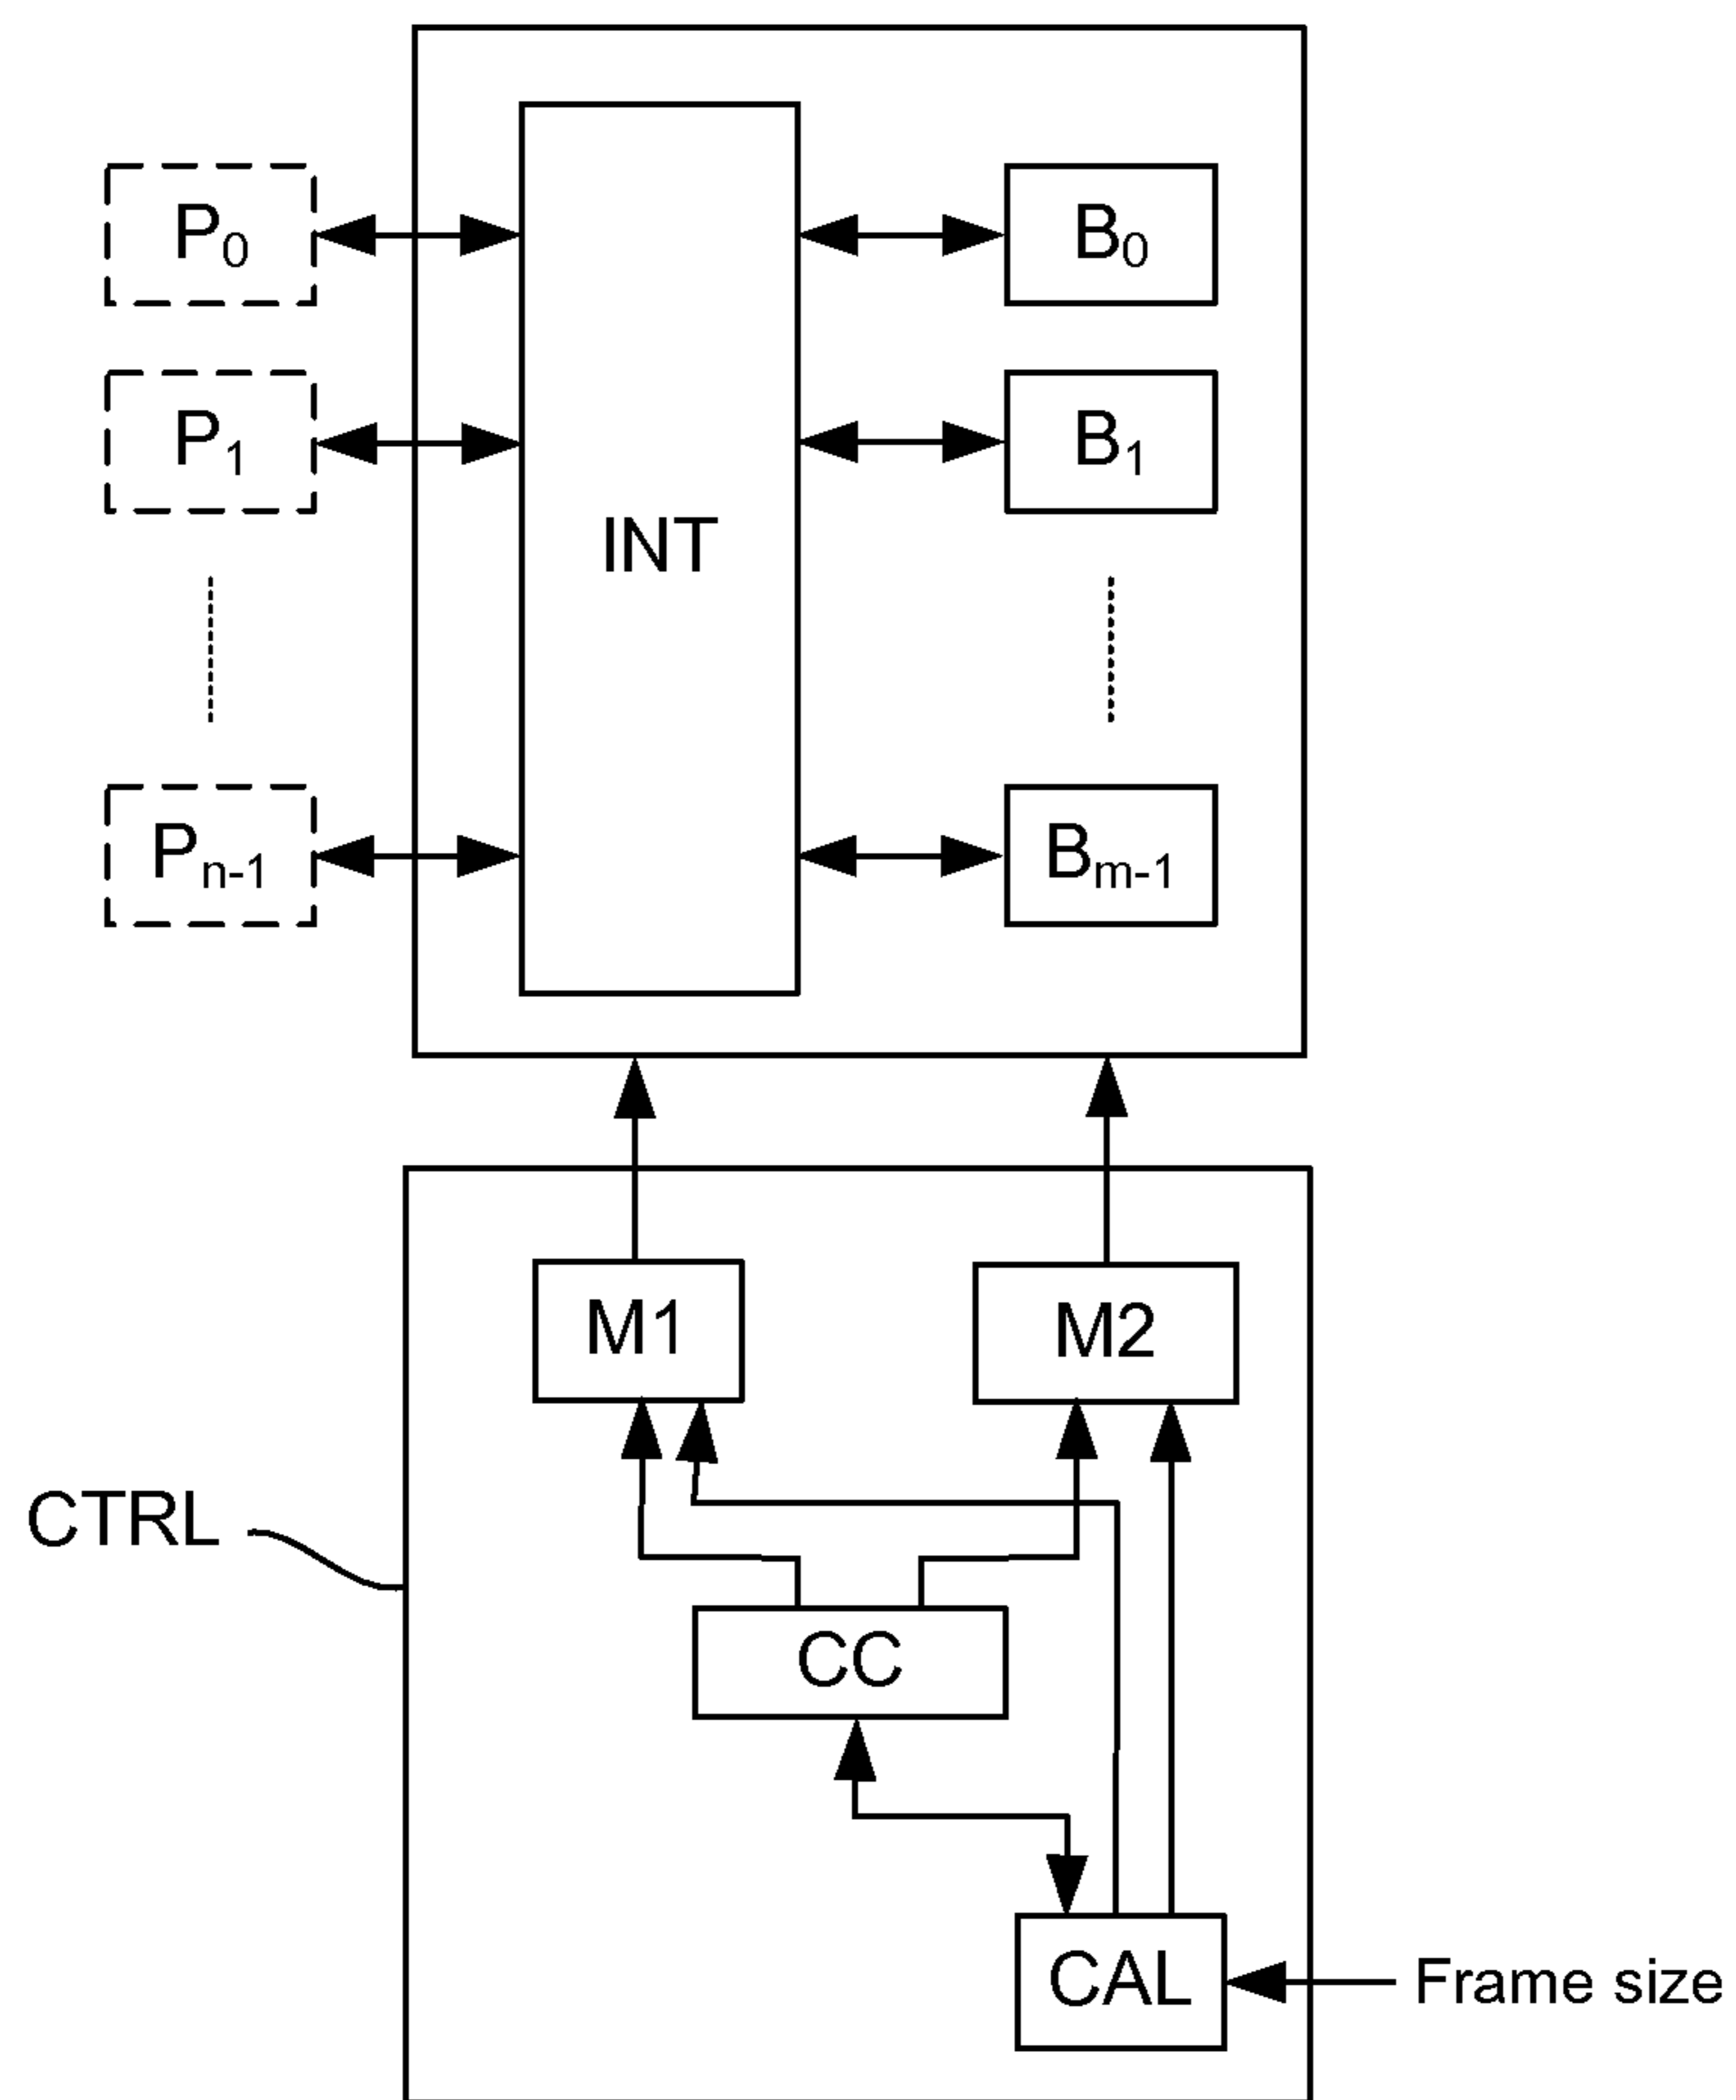 P0
B0
P1
B1
INT
Pn-1
Bm-1
M1
M2
CTRL
CC
CAL
Frame size